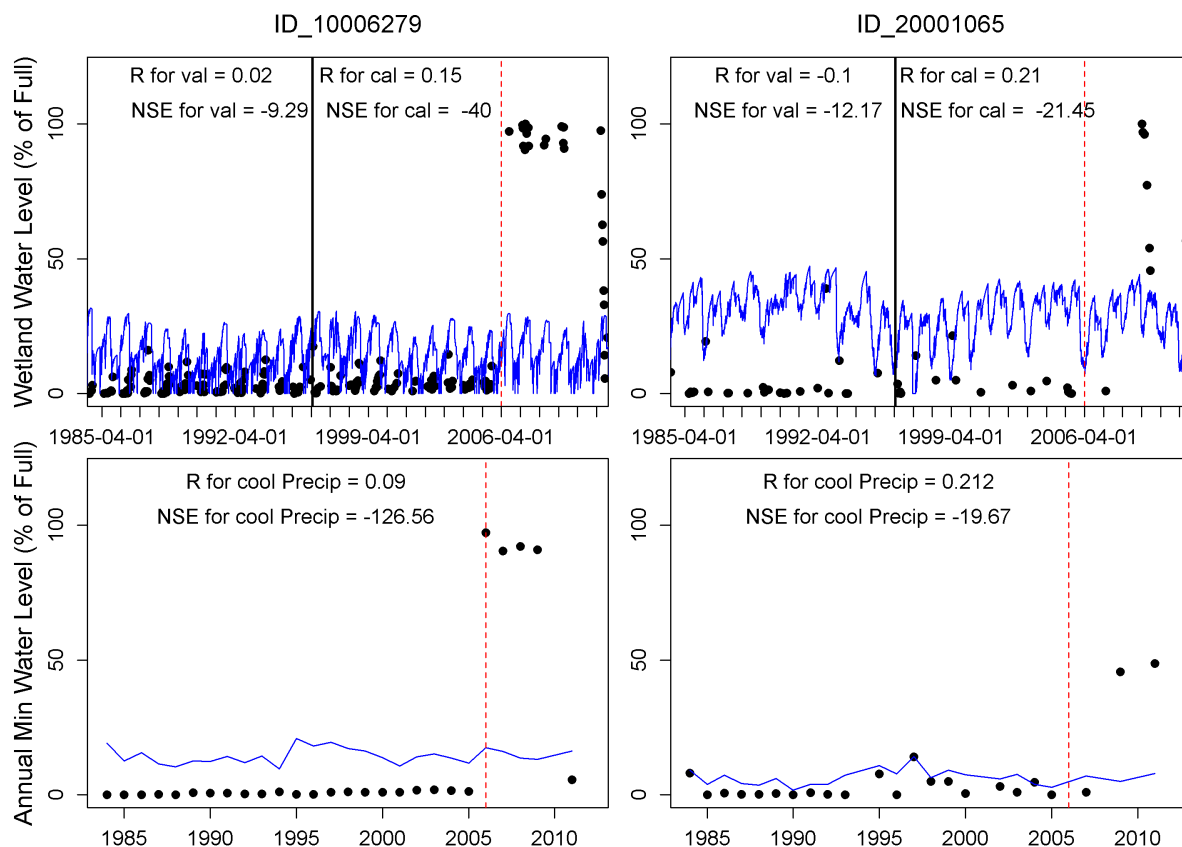 ID_10006279
ID_20001065
Wetland Water Level (% of Full)
R for val = 0.02
R for cal = 0.15
NSE for val = -9.29
NSE for cal = -40
0
50
100
1985-04-01
1992-04-01
1999-04-01
2006-04-01
R for val = -0.1
R for cal = 0.21
NSE for val = -12.17
NSE for cal = -21.45
0
50
100
1985-04-01
1992-04-01
1999-04-01
2006-04-01
Annual Min Water Level (% of Full)
R for cool Precip = 0.09
NSE for cool Precip = -126.56
0
50
100
1985
1990
1995
2000
2005
2010
R for cool Precip = 0.212
NSE for cool Precip = -19.67
0
50
100
1985
1990
1995
2000
2005
2010